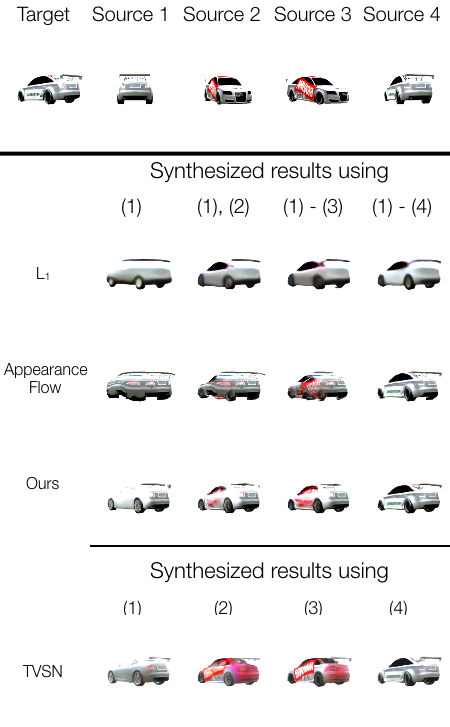 Target Source 1 Source 2 Source 3 Source 4
Synthesized results using
(1) (1), (2) (1) - (3) (1) - (4)
L1
Appearance
Flow
Ours
Synthesized results using
(1) (2) (3) (4)
TVSN